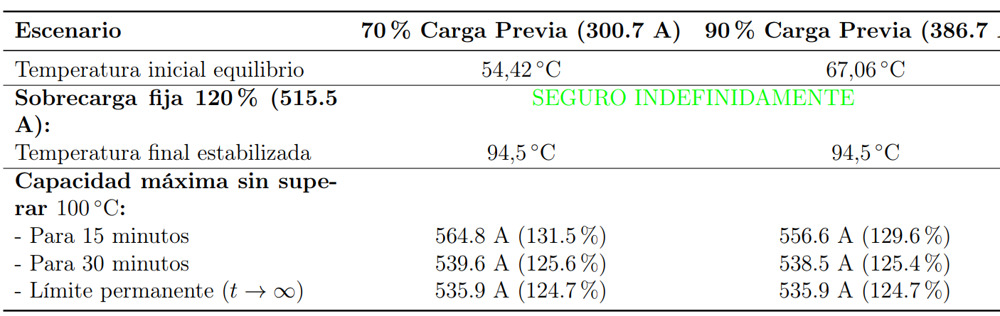 Escenario 70 % Carga Previa (300.7 A) 90 % Carga Previa (386.7
Temperatura inicial equilibrio 54,42 °C 67,06 °C
Sobrecarga fija 120 % (515.5 SEGURO INDEFINIDAMENTE
A):
Temperatura final estabilizada 94,5 °C 94,5 °C
Capacidad máxima sin supe-
rar 100 °C:
- Para 15 minutos 564.8 A (131.5 %) 556.6 A (129.6 %)
- Para 30 minutos 539.6 A (125.6 %) 538.5 A (125.4 %)
- Límite permanente (t → ∞) 535.9 A (124.7 %) 535.9 A (124.7 %)